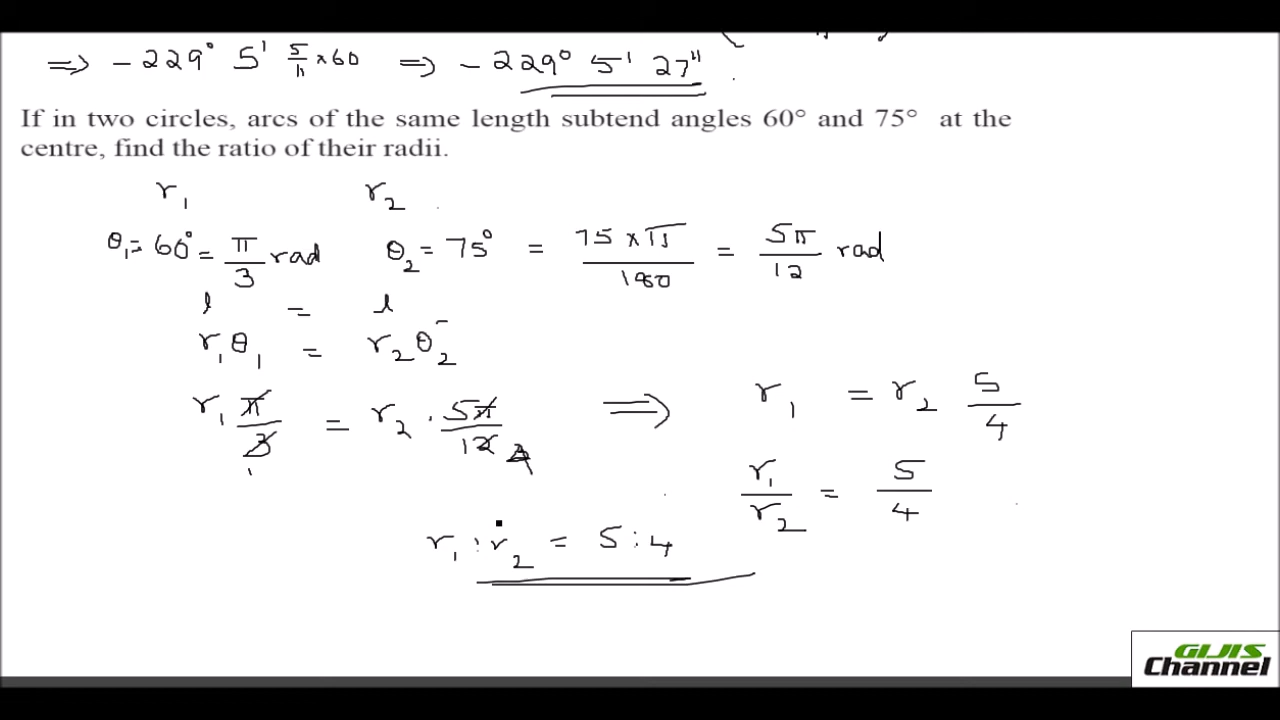 ⇒ -229° 5' 5/11 × 60 ⇒ -229° 5' 27"
If in two circles, arcs of the same length subtend angles 60° and 75° at the
centre, find the ratio of their radii.
r₁ r₂
θ₁ = 60° = π/3 rad θ₂ = 75° = 75 × π/180 = 5π/12 rad
l = l
r₁θ₁ = r₂θ₂
r₁ π/3 = r₂ · 5π/12 ⇒ r₁ = r₂ 5/4
1 4
r₁/r₂ = 5/4
r₁ : r₂ = 5 : 4
GIJIS
Channel